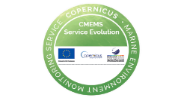 COPERNICUS - MARINE ENVIRONMENT MONITORING SERVICE
CMEMS
Service Evolution